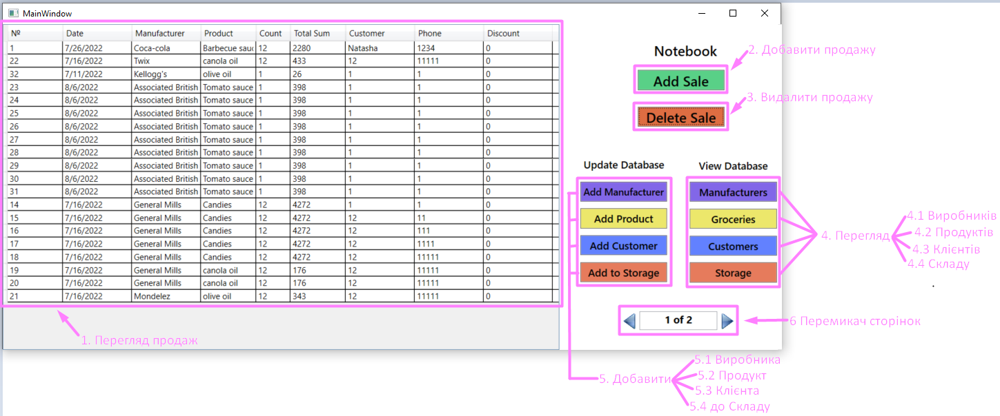 MainWindow
№ Date Manufacturer Product Count Total Sum Customer Phone Discount
1 7/26/2022 Coca-cola Barbecue sauc 12 2280 Natasha 1234 0
22 7/16/2022 Twix canola oil 12 433 12 11111 0
32 7/11/2022 Kellogg's olive oil 1 26 1 1 0
23 8/6/2022 Associated British Tomato sauce 1 398 1 1 0
24 8/6/2022 Associated British Tomato sauce 1 398 1 1 0
25 8/6/2022 Associated British Tomato sauce 1 398 1 1 0
26 8/6/2022 Associated British Tomato sauce 1 398 1 1 0
27 8/6/2022 Associated British Tomato sauce 1 398 1 1 0
28 8/6/2022 Associated British Tomato sauce 1 398 1 1 0
29 8/6/2022 Associated British Tomato sauce 1 398 1 1 0
30 8/6/2022 Associated British Tomato sauce 1 398 1 1 0
31 8/6/2022 Associated British Tomato sauce 1 398 1 1 0
14 7/16/2022 General Mills Candies 12 4272 1 1 0
15 7/16/2022 General Mills Candies 12 4272 12 11 0
16 7/16/2022 General Mills Candies 12 4272 12 111 0
17 7/16/2022 General Mills Candies 12 4272 12 1111 0
18 7/16/2022 General Mills Candies 12 4272 12 11111 0
19 7/16/2022 General Mills canola oil 12 176 12 11111 0
20 7/16/2022 General Mills canola oil 12 176 12 11111 0
21 7/16/2022 Mondelez olive oil 12 343 12 11111 0
1. Перегляд продаж
Notebook
2. Добавити продажу
Add Sale
3. Видалити продажу
Delete Sale
Update Database
View Database
Add Manufacturer
Manufacturers
Add Product
Groceries
Add Customer
Customers
Add to Storage
Storage
4. Перегляд
4.1 Виробників
4.2 Продуктів
4.3 Клієнтів
4.4 Складу
.
1 of 2
6 Перемикач сторінок
5. Добавити
5.1 Виробника
5.2 Продукт
5.3 Клієнта
5.4 до Складу